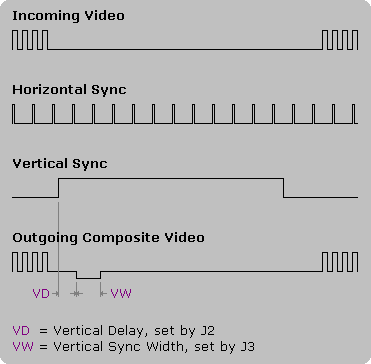 Incoming Video
Horizontal Sync
Vertical Sync
Outgoing Composite Video
VD VW
VD = Vertical Delay, set by J2
VW = Vertical Sync Width, set by J3